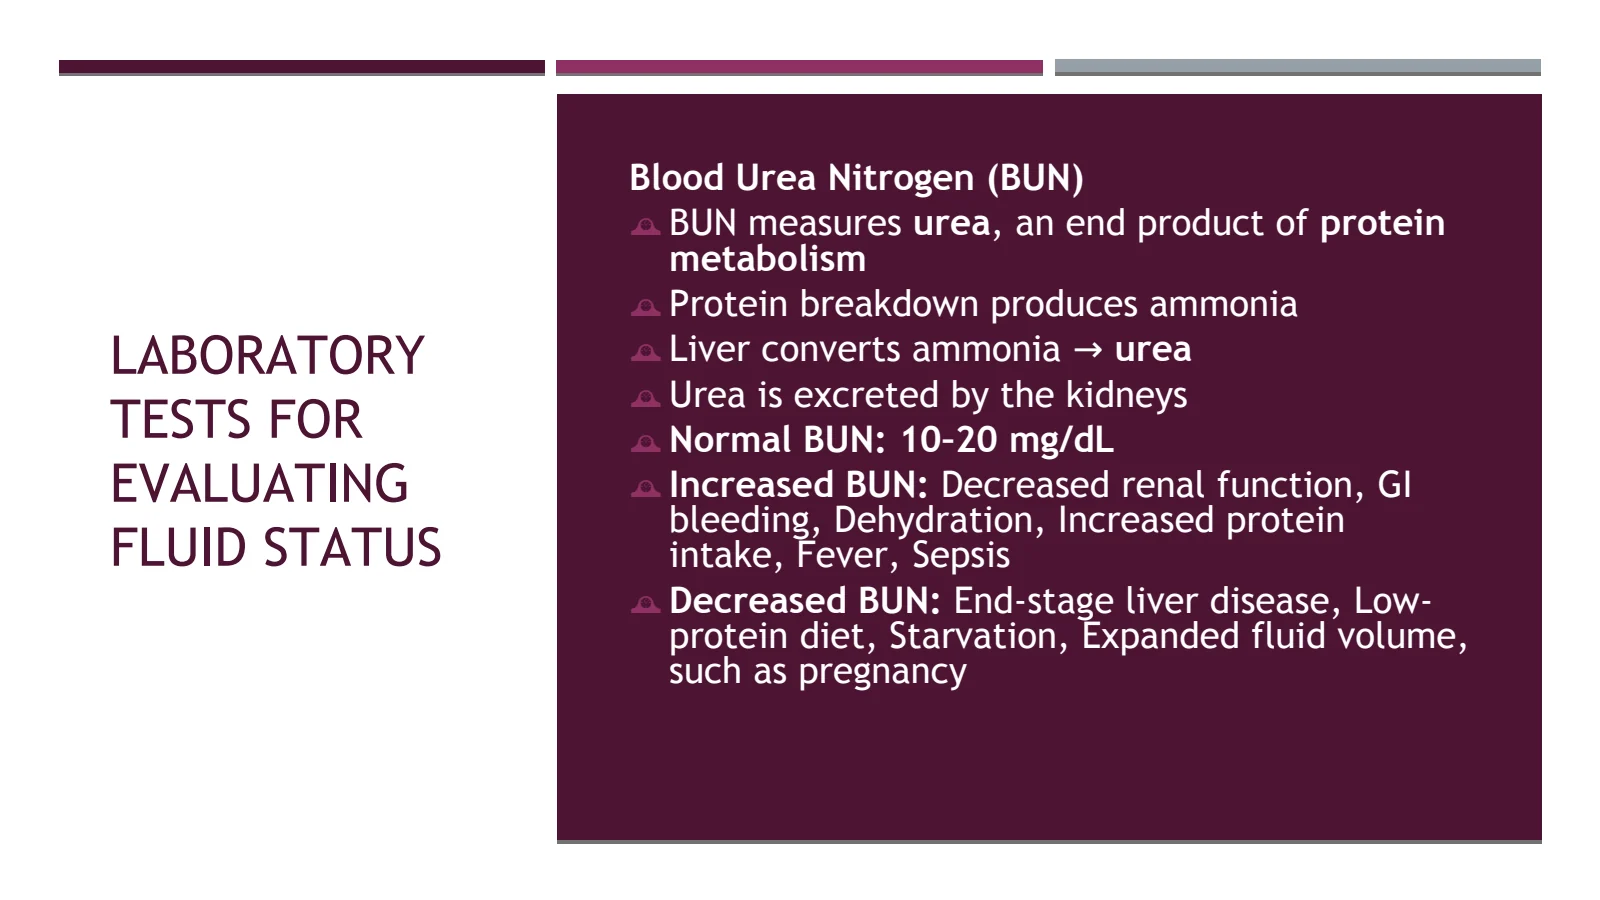 LABORATORY
TESTS FOR
EVALUATING
FLUID STATUS
Blood Urea Nitrogen (BUN)
BUN measures urea, an end product of protein
metabolism
Protein breakdown produces ammonia
Liver converts ammonia → urea
Urea is excreted by the kidneys
Normal BUN: 10–20 mg/dL
Increased BUN: Decreased renal function, GI
bleeding, Dehydration, Increased protein
intake, Fever, Sepsis
Decreased BUN: End-stage liver disease, Low-
protein diet, Starvation, Expanded fluid volume,
such as pregnancy